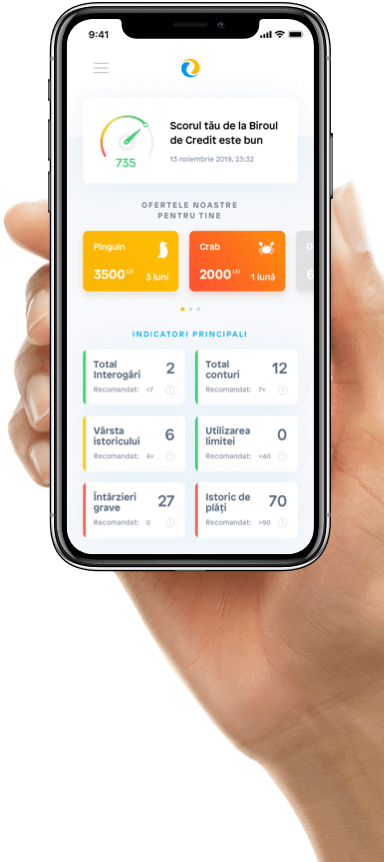 9:41
Scorul tău de la Biroul
de Credit este bun
735
13 noiembrie 2019, 23:32
OFERTELE NOASTRE
PENTRU TINE
Pinguin
3500 LEI 3 luni
Crab
2000 LEI 1 lună
INDICATORI PRINCIPALI
Total
Interogări
2
Recomandat: <7 ?
Total
conturi
12
Recomandat: 7+ ?
Vârsta
istoricului
6
Recomandat: 4+ ?
Utilizarea
limitei
0
Recomandat: <40 ?
Întârzieri
grave
27
Recomandat: 0 ?
Istoric de
plăți
70
Recomandat: >90 ?